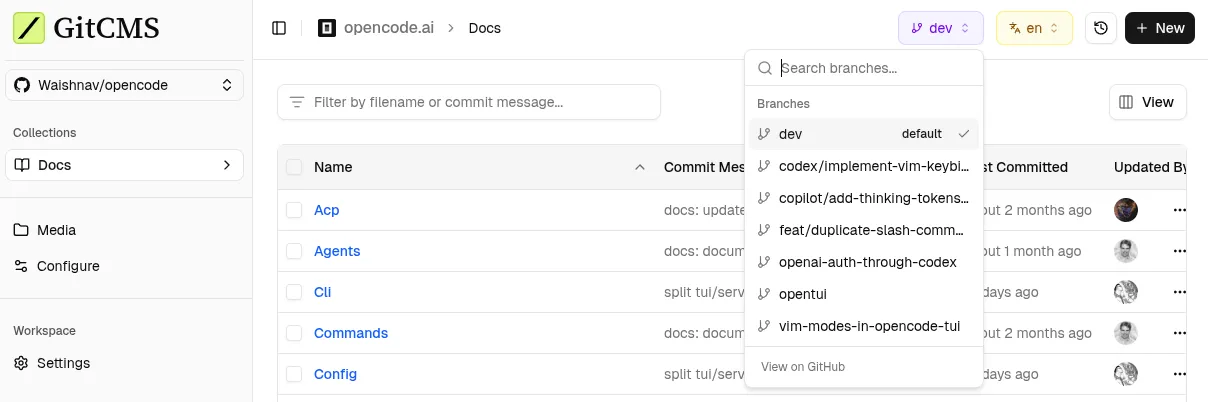 GitCMS
Waishnav/opencode
Collections
Docs
Media
Configure
Workspace
Settings
opencode.ai > Docs
dev
en
+ New
Filter by filename or commit message...
View
Search branches...
Branches
dev default
codex/implement-vim-keybi...
copilot/add-thinking-tokens...
feat/duplicate-slash-comm...
openai-auth-through-codex
opentui
vim-modes-in-opencode-tui
View on GitHub
Name Commit Mes st Committed Updated By
Acp docs: update out 2 months ago
Agents docs: docum out 1 month ago
Cli split tui/serv days ago
Commands docs: docum out 2 months ago
Config split tui/serv days ago